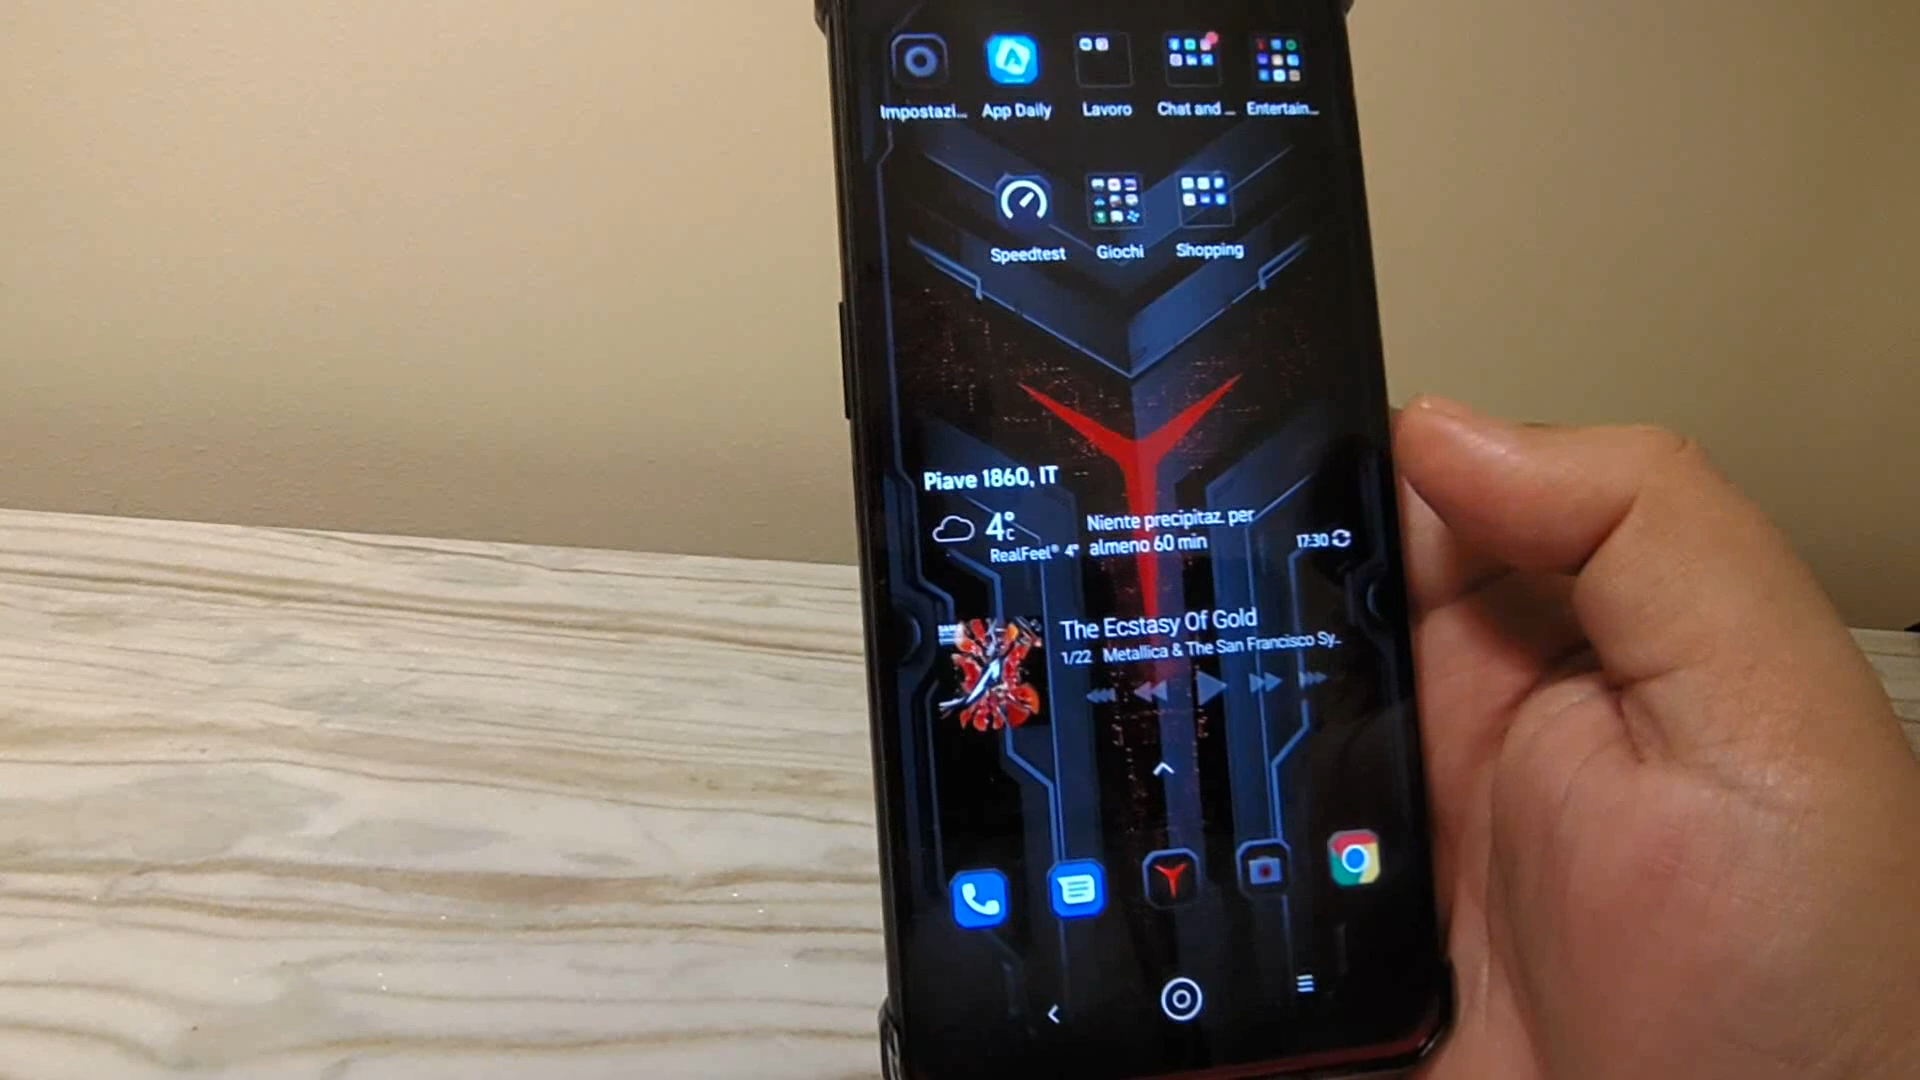 Impostazi...
App Daily
Lavoro
Chat and ...
Entertain...
Speedtest
Giochi
Shopping
Piave 1860, IT
4°C
RealFeel® 4°
Niente precipitaz. per
almeno 60 min
17:30
The Ecstasy Of Gold
1/22 Metallica & The San Francisco Sy...